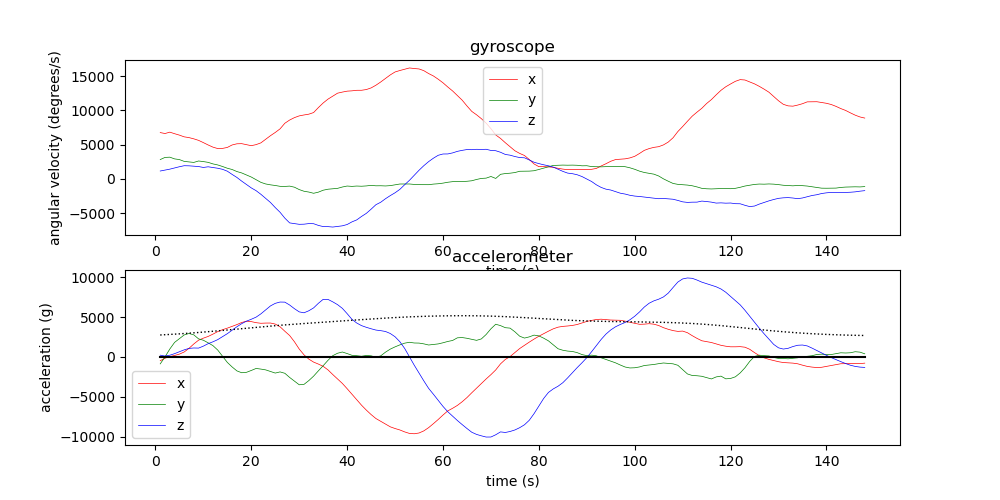 gyroscope
angular velocity (degrees/s)
15000
10000
5000
0
−5000
x
y
z
0 20 40 60 80 100 120 140
time (s)
accelerometer
acceleration (g)
10000
5000
0
−5000
−10000
x
y
z
0 20 40 60 80 100 120 140
time (s)